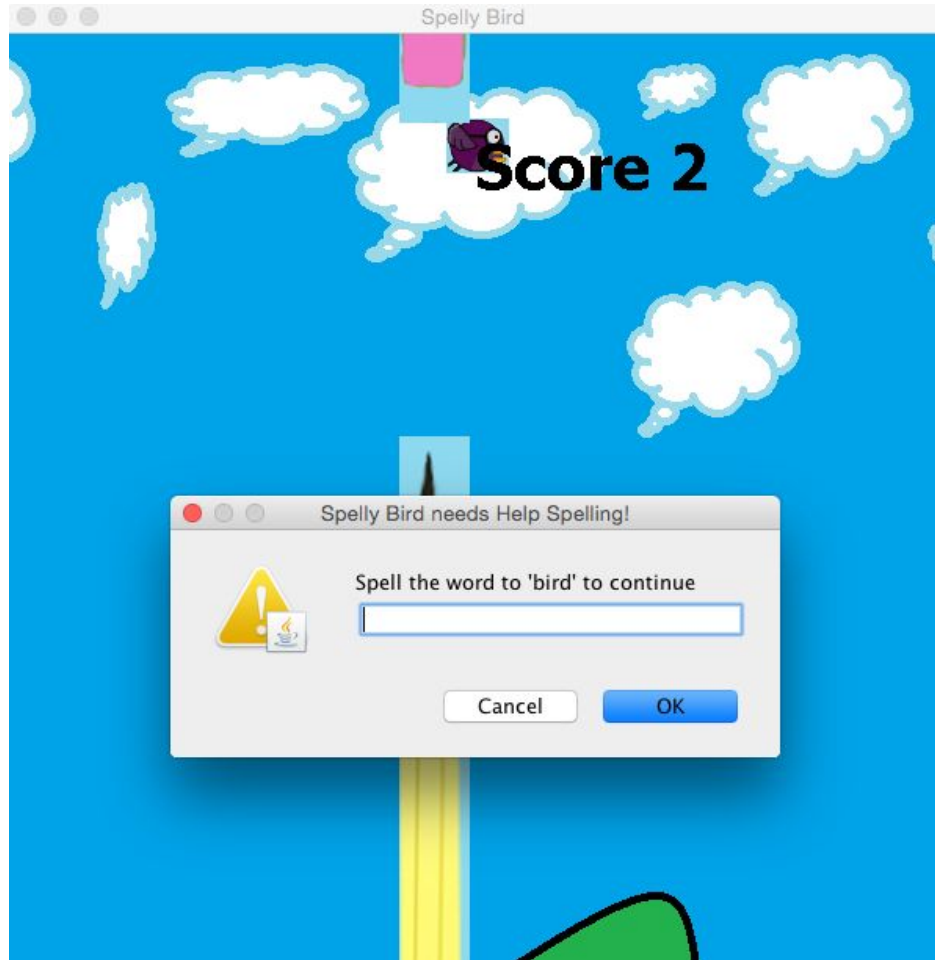 Spelly Bird
Score 2
Spelly Bird needs Help Spelling!
Spell the word to 'bird' to continue
Cancel
OK